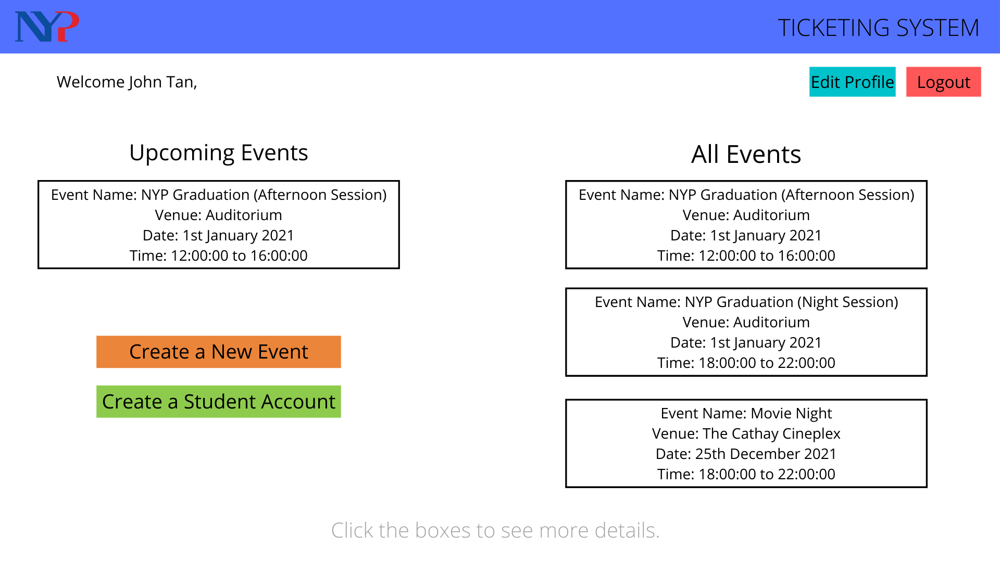 NYP
TICKETING SYSTEM
Welcome John Tan,
Edit Profile
Logout
Upcoming Events
Event Name: NYP Graduation (Afternoon Session)
Venue: Auditorium
Date: 1st January 2021
Time: 12:00:00 to 16:00:00
Create a New Event
Create a Student Account
All Events
Event Name: NYP Graduation (Afternoon Session)
Venue: Auditorium
Date: 1st January 2021
Time: 12:00:00 to 16:00:00
Event Name: NYP Graduation (Night Session)
Venue: Auditorium
Date: 1st January 2021
Time: 18:00:00 to 22:00:00
Event Name: Movie Night
Venue: The Cathay Cineplex
Date: 25th December 2021
Time: 18:00:00 to 22:00:00
Click the boxes to see more details.